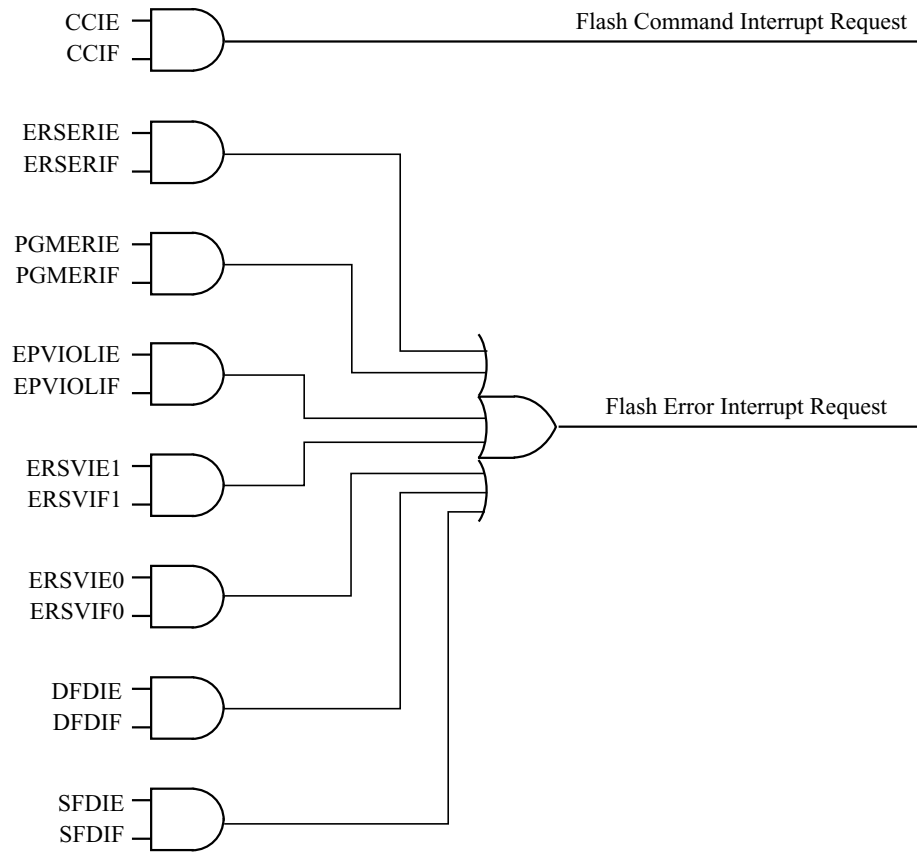 CCIE
CCIF
Flash Command Interrupt Request
ERSERIE
ERSERIF
PGMERIE
PGMERIF
EPVIOLIE
EPVIOLIF
Flash Error Interrupt Request
ERSVIE1
ERSVIF1
ERSVIE0
ERSVIF0
DFDIE
DFDIF
SFDIE
SFDIF